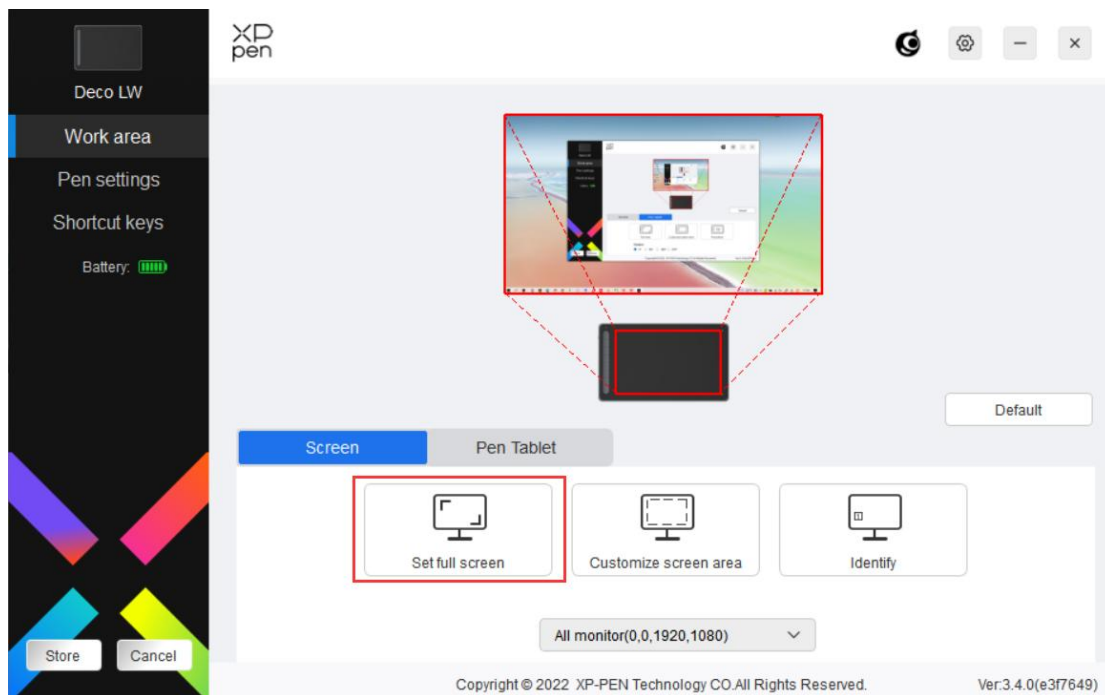 XP
pen
Deco LW
Work area
Pen settings
Shortcut keys
Battery:
Default
Screen
Pen Tablet
Set full screen
Customize screen area
Identify
All monitor(0,0,1920,1080)
Store
Cancel
Copyright © 2022 XP-PEN Technology CO.All Rights Reserved.
Ver:3.4.0(e3f7649)